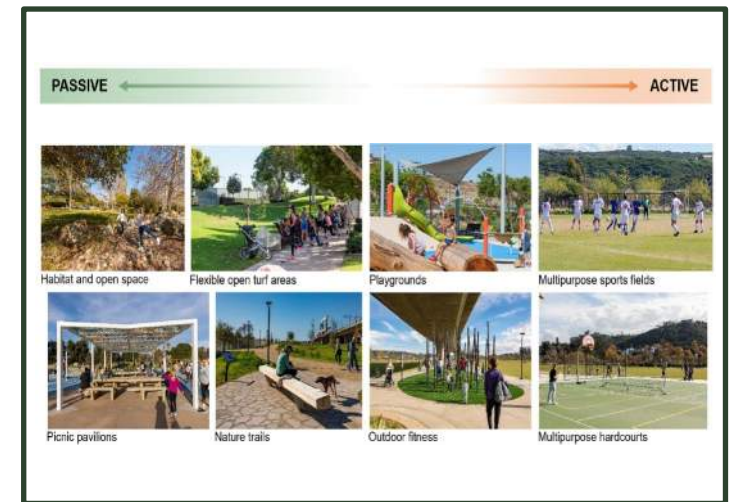 PASSIVE
ACTIVE
Habitat and open space
Flexible open turf areas
Playgrounds
Multipurpose sports fields
Picnic pavilions
Nature trails
Outdoor fitness
Multipurpose hardcourts